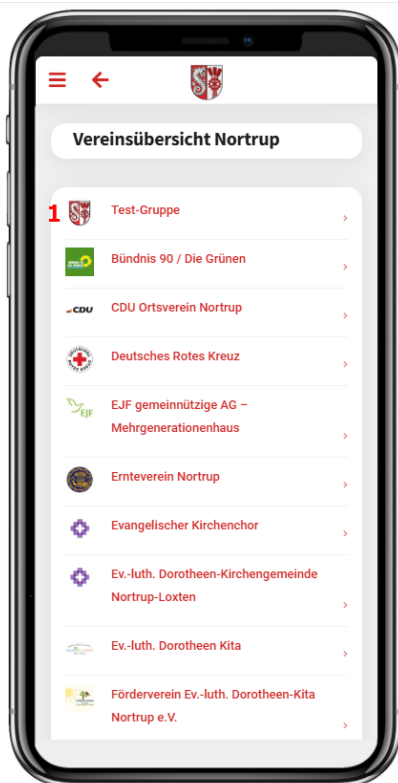 Vereinsübersicht Nortrup
1
Test-Gruppe
Bündnis 90 / Die Grünen
CDU
CDU Ortsverein Nortrup
Deutsches Rotes Kreuz
EJF
EJF gemeinnützige AG –
Mehrgenerationenhaus
Ernteverein Nortrup
Evangelischer Kirchenchor
Ev.-luth. Dorotheen-Kirchengemeinde
Nortrup-Loxten
Ev.-luth. Dorotheen Kita
Förderverein Ev.-luth. Dorotheen-Kita
Nortrup e.V.